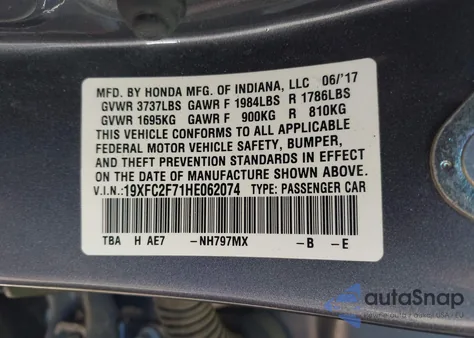 MFD. BY HONDA MFG. OF INDIANA, LLC 06/'17
GVWR 3737LBS GAWR F 1984LBS R 1786LBS
GVWR 1695KG GAWR F 900KG R 810KG
THIS VEHICLE CONFORMS TO ALL APPLICABLE
FEDERAL MOTOR VEHICLE SAFETY, BUMPER,
AND THEFT PREVENTION STANDARDS IN EFFECT
ON THE DATE OF MANUFACTURE SHOWN ABOVE.
V.I.N.:19XFC2F71HE062074 TYPE: PASSENGER CAR
TBA H AE7 -NH797MX -B -E
autoSnap